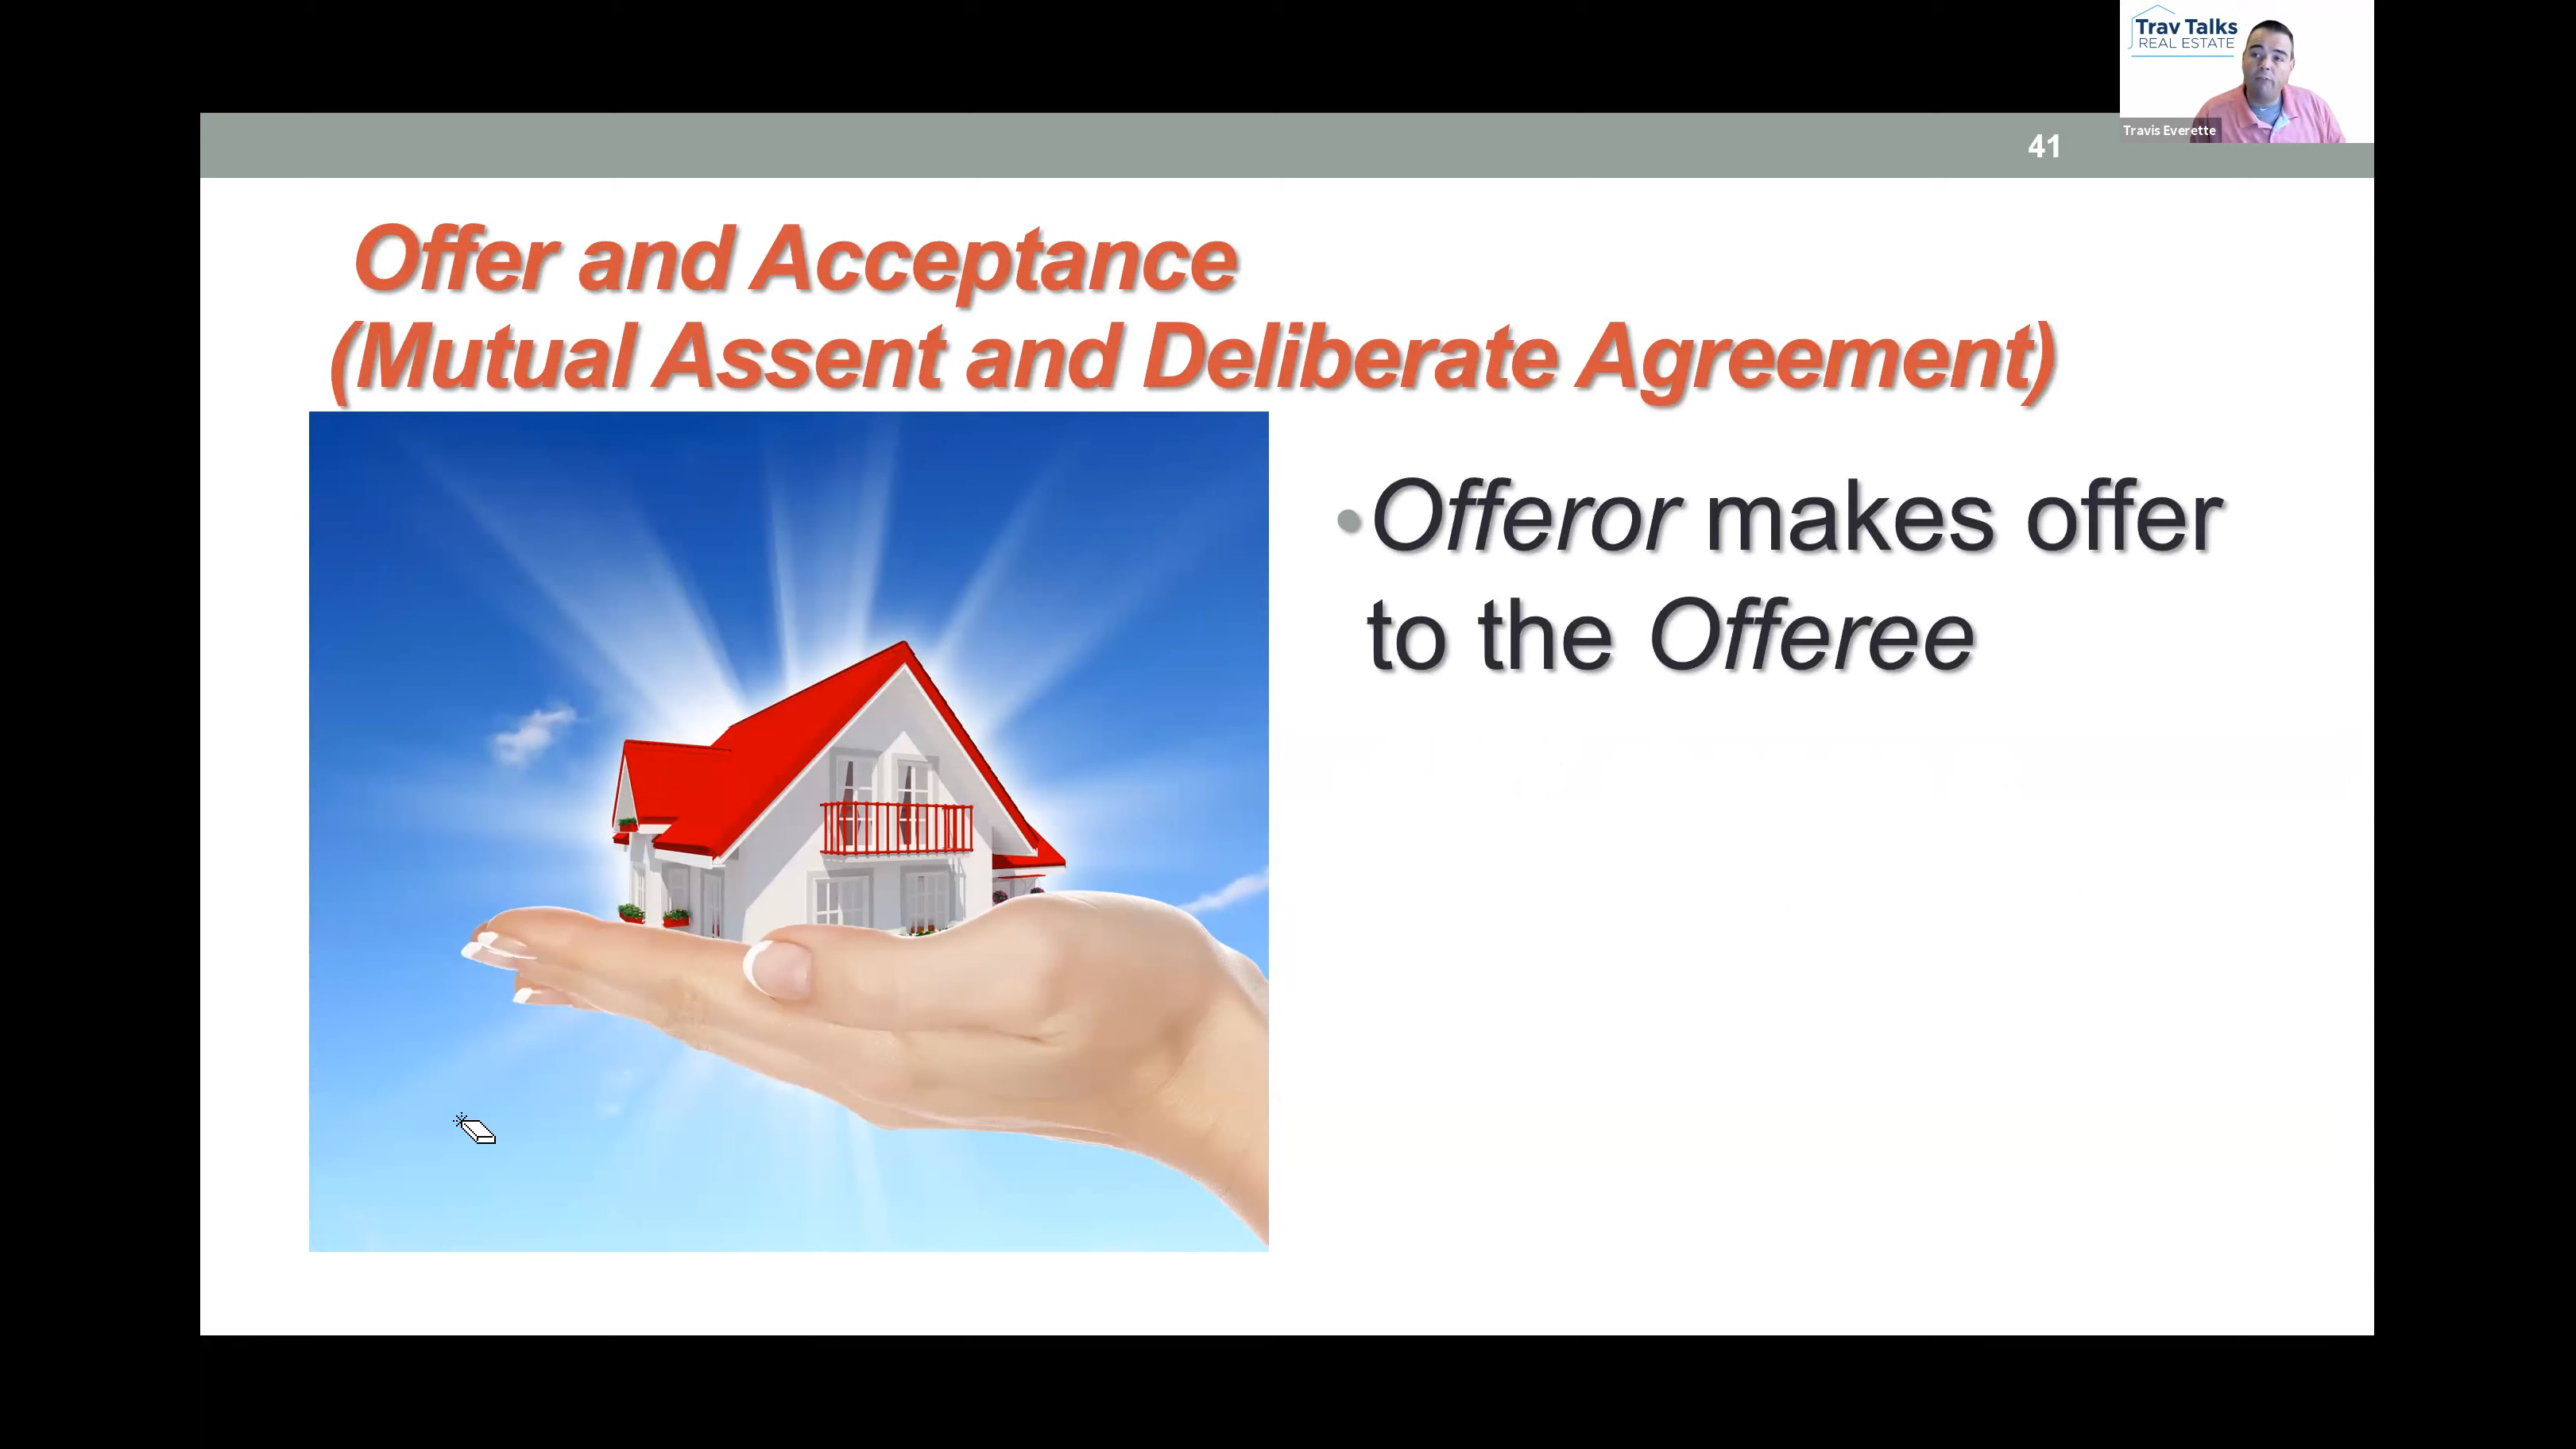 Trav Talks
REAL ESTATE
Travis Everette
41
Offer and Acceptance
(Mutual Assent and Deliberate Agreement)
•Offeror makes offer
to the Offeree